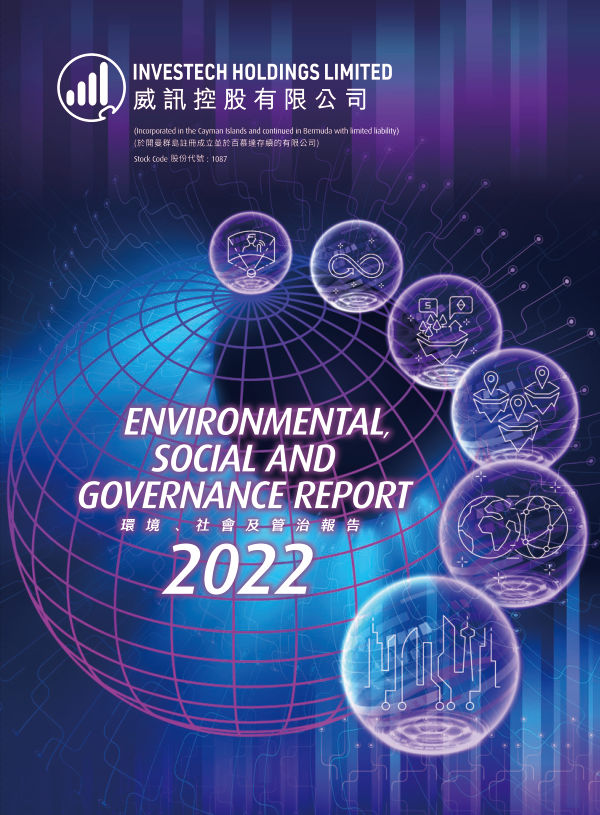 INVESTECH HOLDINGS LIMITED
威訊控股有限公司
(Incorporated in the Cayman Islands and continued in Bermuda with limited liability)
(於開曼群島註冊成立並於百慕達存續的有限公司)
Stock Code 股份代號 : 1087
S
ENVIRONMENTAL,
SOCIAL AND
GOVERNANCE REPORT
環境、社會及管治報告
2022